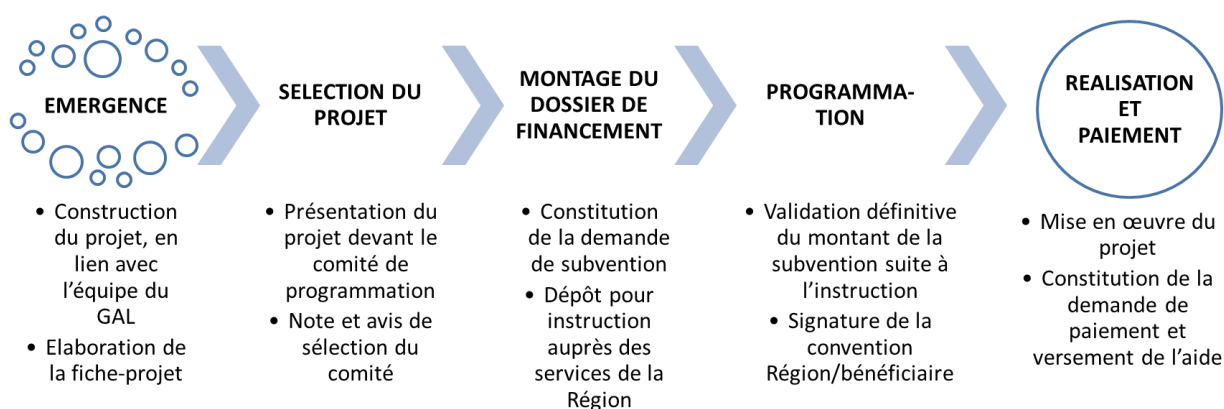 EMERGENCE
SELECTION DU
PROJET
MONTAGE DU
DOSSIER DE
FINANCEMENT
PROGRAMMA-
TION
REALISATION
ET
PAIEMENT
• Construction
du projet, en
lien avec
l’équipe du
GAL
• Elaboration de
la fiche-projet
• Présentation du
projet devant le
comité de
programmation
• Note et avis de
sélection du
comité
• Constitution
de la demande
de subvention
• Dépôt pour
instruction
auprès des
services de la
Région
• Validation définitive
du montant de la
subvention suite à
l’instruction
• Signature de la
convention
Région/bénéficiaire
• Mise en œuvre du
projet
• Constitution de la
demande de
paiement et
versement de l’aide